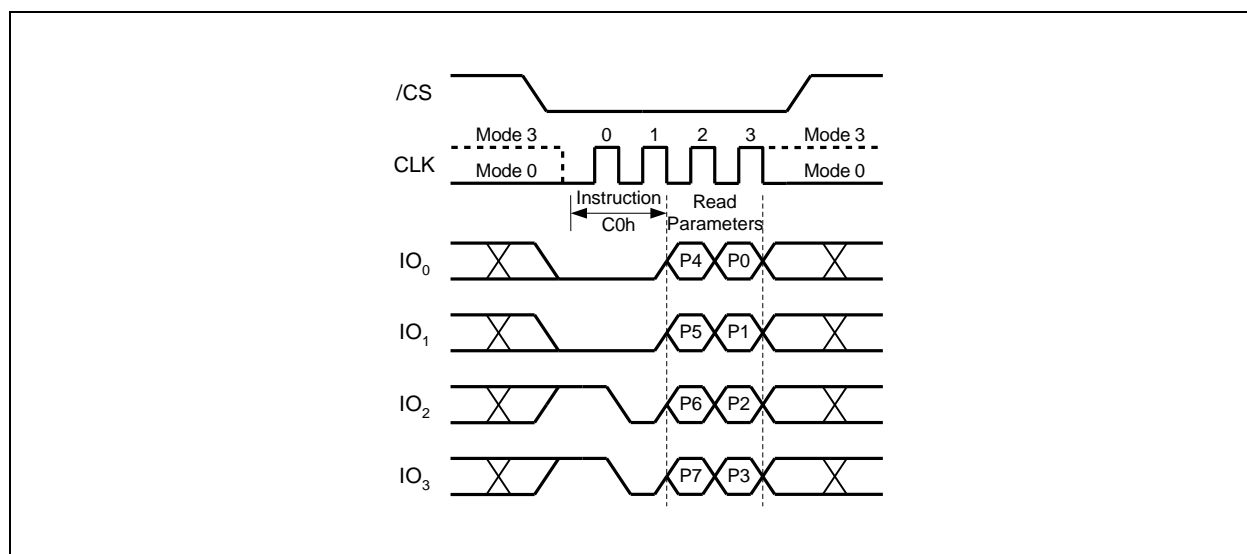 /CS
Mode 3 0 1 2 3 Mode 3
CLK
Mode 0 Mode 0
Instruction Read
C0h Parameters
IO0 P4 P0
IO1 P5 P1
IO2 P6 P2
IO3 P7 P3